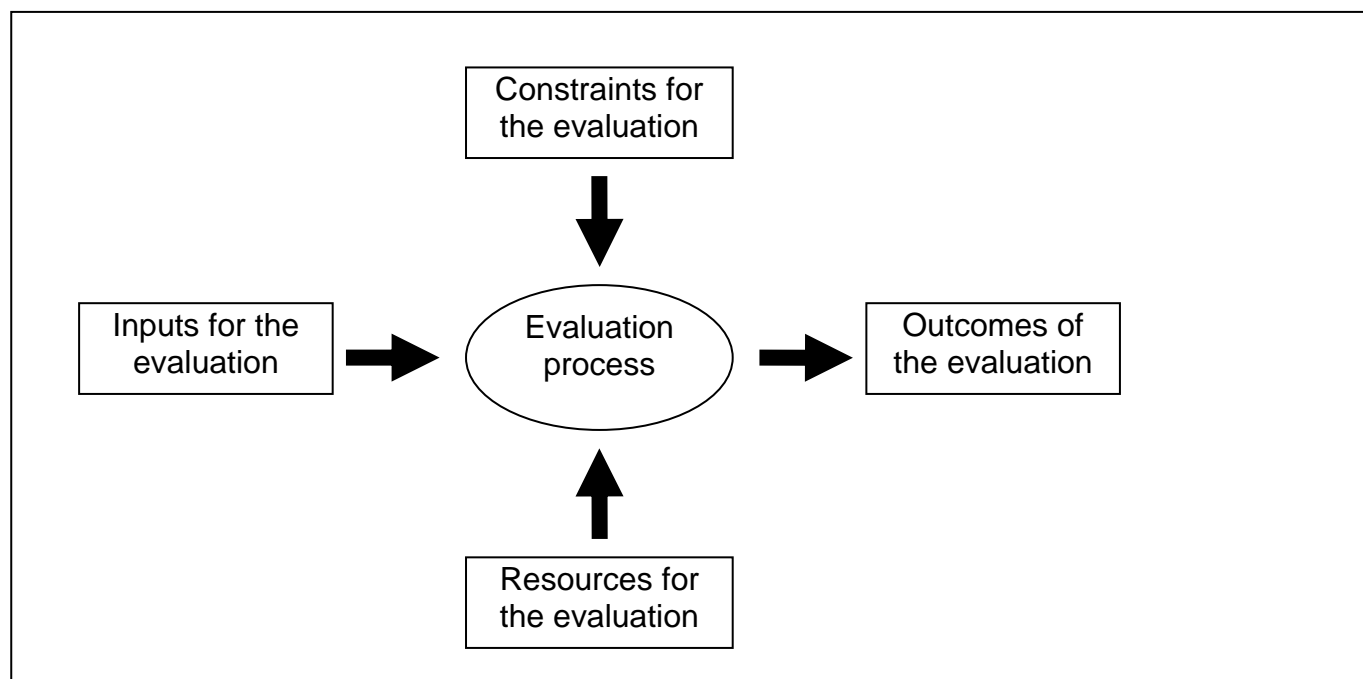 Constraints for
the evaluation
Inputs for the
evaluation
Evaluation
process
Outcomes of
the evaluation
Resources for
the evaluation